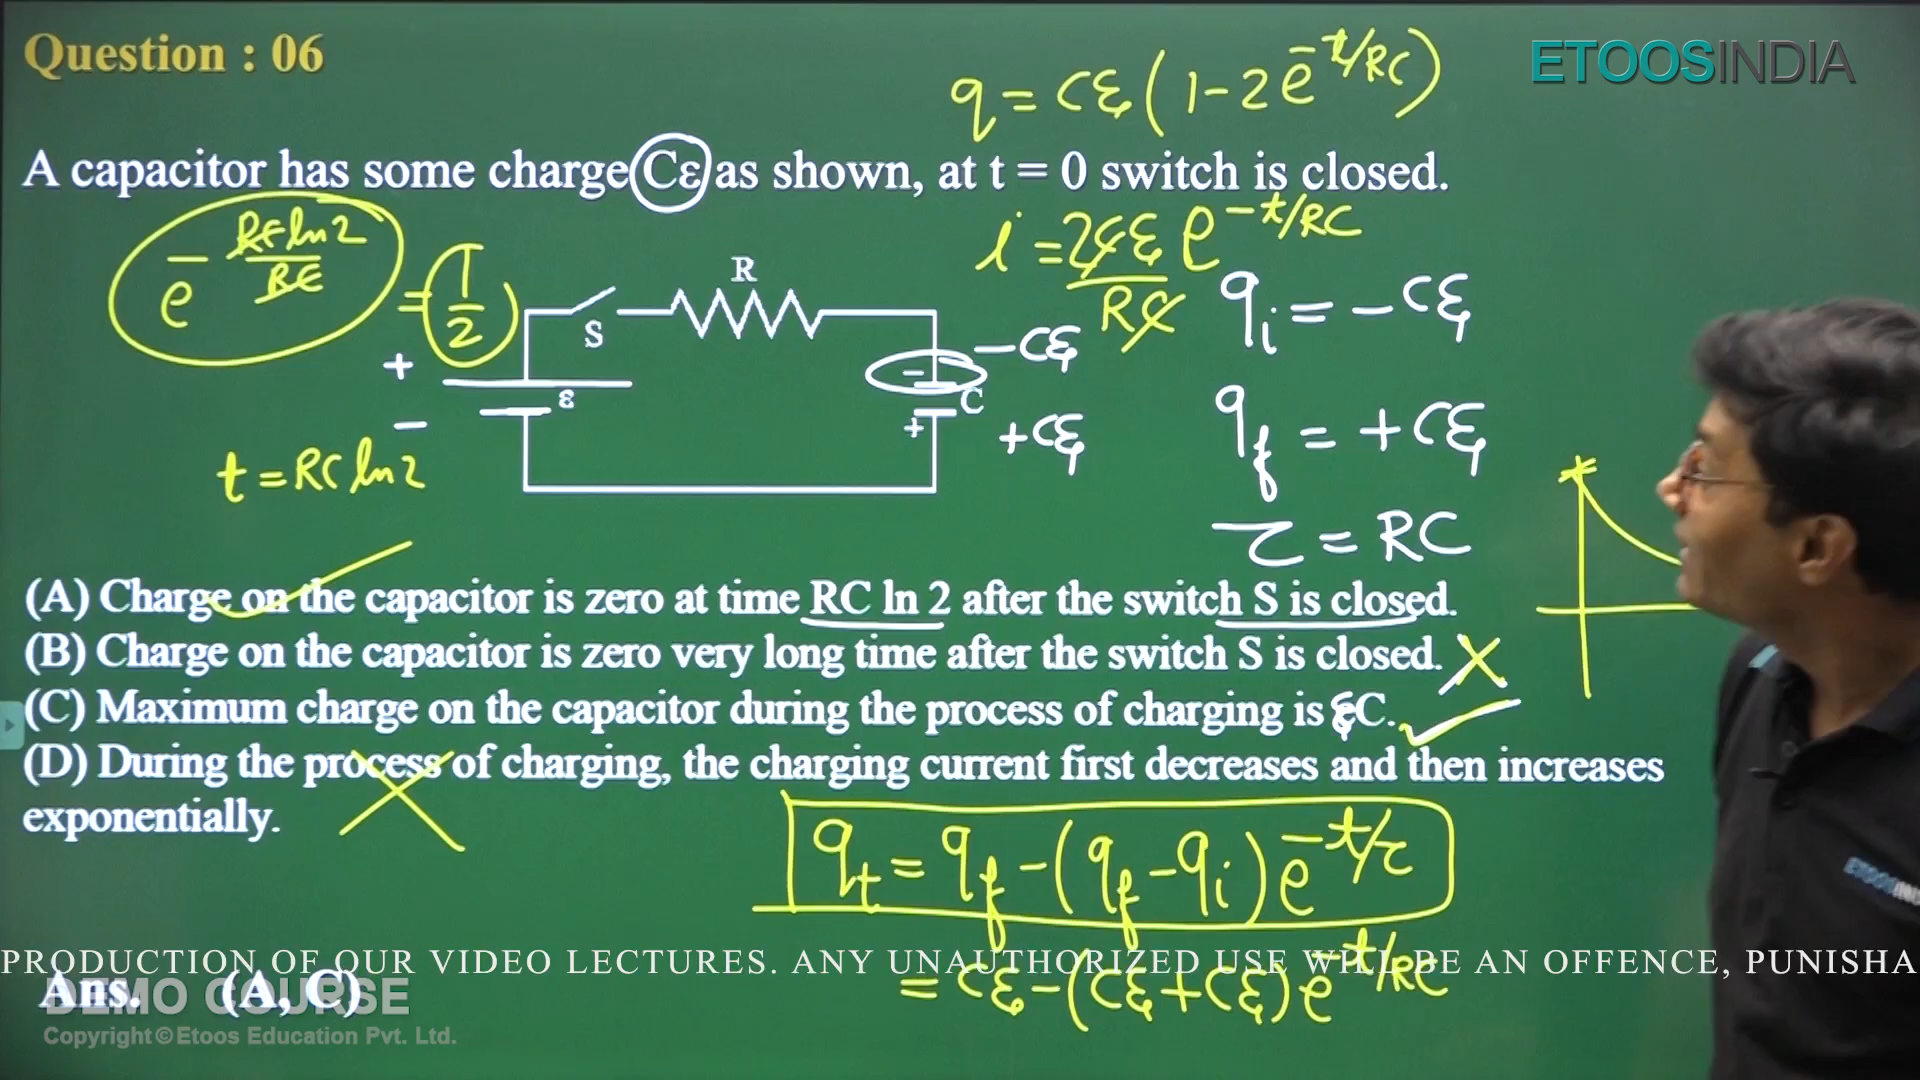 Question : 06
ETOOSINDIA
q = Cε(1-2e^-t/RC)
A capacitor has some charge Cε as shown, at t = 0 switch is closed.
e^-RC ln2/RC = (1/2)
i = 2Cε/RC e^-t/RC
R
S
qi = -Cε
+
-
ε
-
C
+
-Cε
+Cε
qf = +Cε
t = RC ln2
τ = RC
(A) Charge on the capacitor is zero at time RC ln 2 after the switch S is closed.
(B) Charge on the capacitor is zero very long time after the switch S is closed.
(C) Maximum charge on the capacitor during the process of charging is εC.
(D) During the process of charging, the charging current first decreases and then increases
exponentially.
qt = qf - (qf - qi) e^-t/τ
PRODUCTION OF OUR VIDEO LECTURES. ANY UNAUTHORIZED USE WILL BE AN OFFENCE, PUNISHA
= Cε - (Cε + Cε) e^-t/RC
Ans. (A, C)
DEMO COURSE
Copyright © Etoos Education Pvt. Ltd.